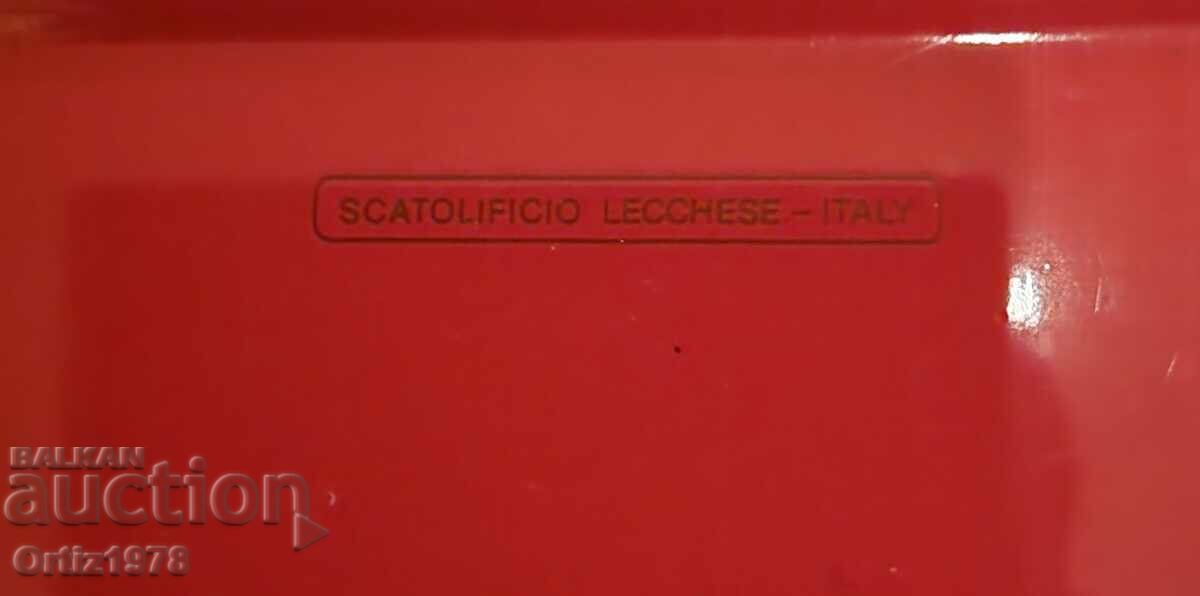 SCATOLIFICIO LECCHESE - ITALY
BALKAN
auction
Ortiz1978